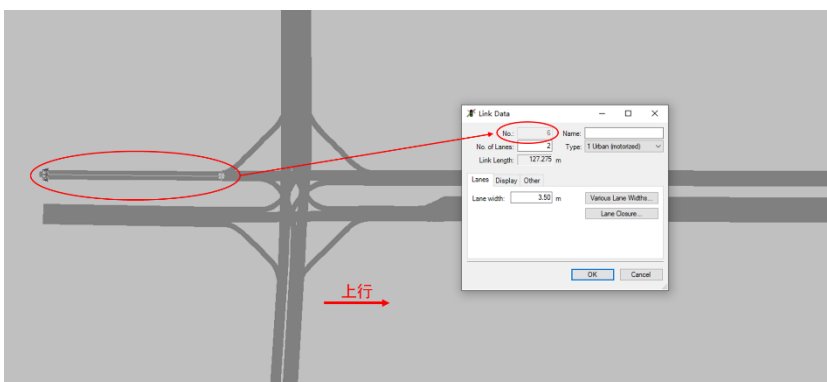 Link Data
No.: 6 Name:
No. of Lanes: 2 Type: 1 Urban (motorized)
Link Length: 127.275 m
Lanes Display Other
Lane width: 3.50 m Various Lane Widths...
Lane Closure...
OK Cancel
上行